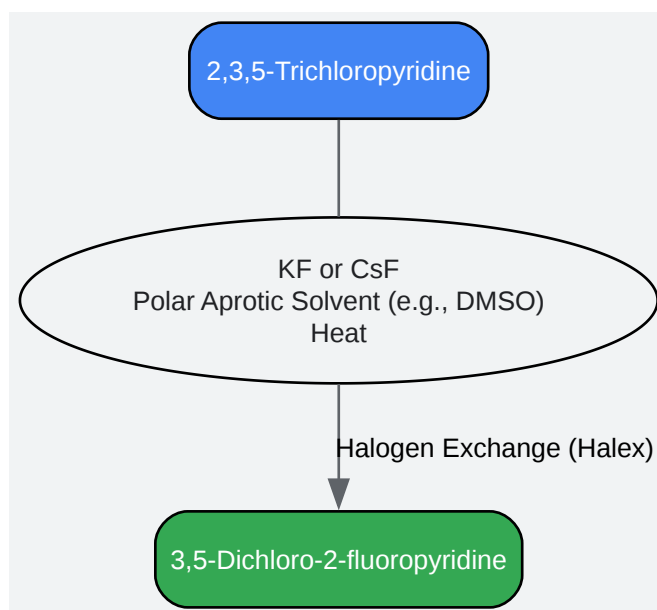 2,3,5-Trichloropyridine
KF or CsF
Polar Aprotic Solvent (e.g., DMSO)
Heat
Halogen Exchange (Halex)
3,5-Dichloro-2-fluoropyridine